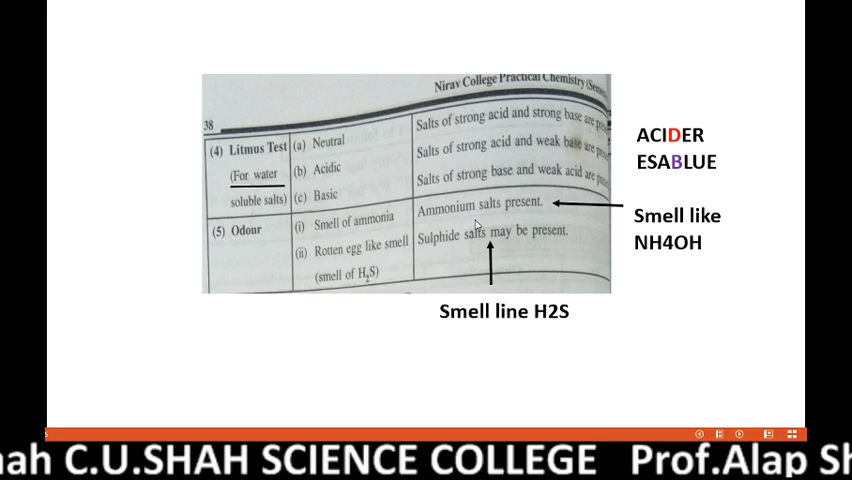 Nirav College Practical Chemistry
38
(4) Litmus Test (a) Neutral Salts of strong acid and strong base are
(For water (b) Acidic Salts of strong acid and weak base are
soluble salts) (c) Basic Salts of strong base and weak acid are
(5) Odour (i) Smell of ammonia Ammonium salts present.
(ii) Rotten egg like smell Sulphide salts may be present.
(smell of H₂S)
ACIDER
ESABLUE
Smell like
NH4OH
Smell line H2S
C.U.SHAH SCIENCE COLLEGE Prof.Alap